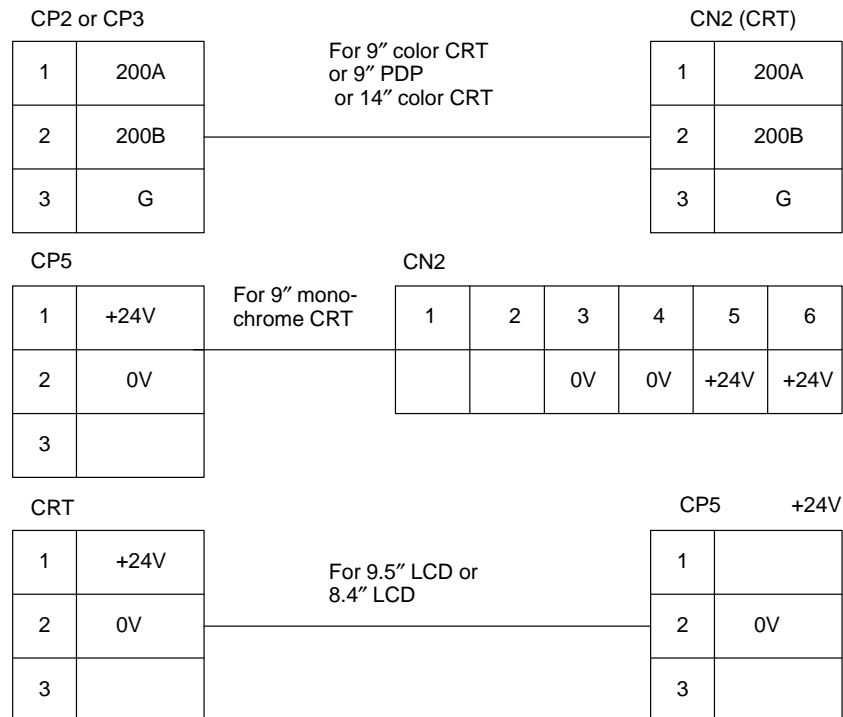 CP2 or CP3
CN2 (CRT)
For 9″ color CRT
or 9″ PDP
or 14″ color CRT
1 200A
1 200A
2 200B
2 200B
3 G
3 G
CP5
CN2
For 9″ mono-
chrome CRT
1 +24V
1 2 3 4 5 6
2 0V
0V 0V +24V +24V
3
CRT
CP5 +24V
1 +24V
1
For 9.5″ LCD or
8.4″ LCD
2 0V
2 0V
3
3